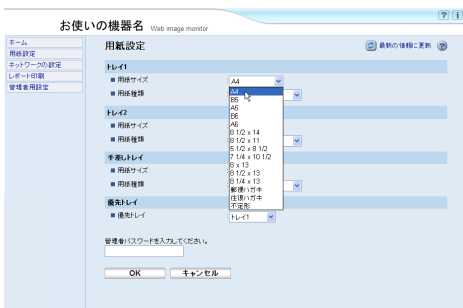 ? i
お使いの機器名 Web image monitor
ホーム
用紙設定
ネットワークの設定
レポート印刷
管理者用設定
用紙設定
最新の情報に更新 ?
トレイ1
■ 用紙サイズ : A4
■ 用紙種類 :
A4
B5
A5
B6
A6
8 1/2 x 14
8 1/2 x 11
5 1/2 x 8 1/2
7 1/4 x 10 1/2
8 x 13
8 1/2 x 13
8 1/4 x 13
郵便ハガキ
往復ハガキ
不定形
トレイ2
■ 用紙サイズ
■ 用紙種類
手差しトレイ
■ 用紙サイズ
■ 用紙種類
優先トレイ
■ 優先トレイ : トレイ1
管理者パスワードを入力してください。
OK キャンセル